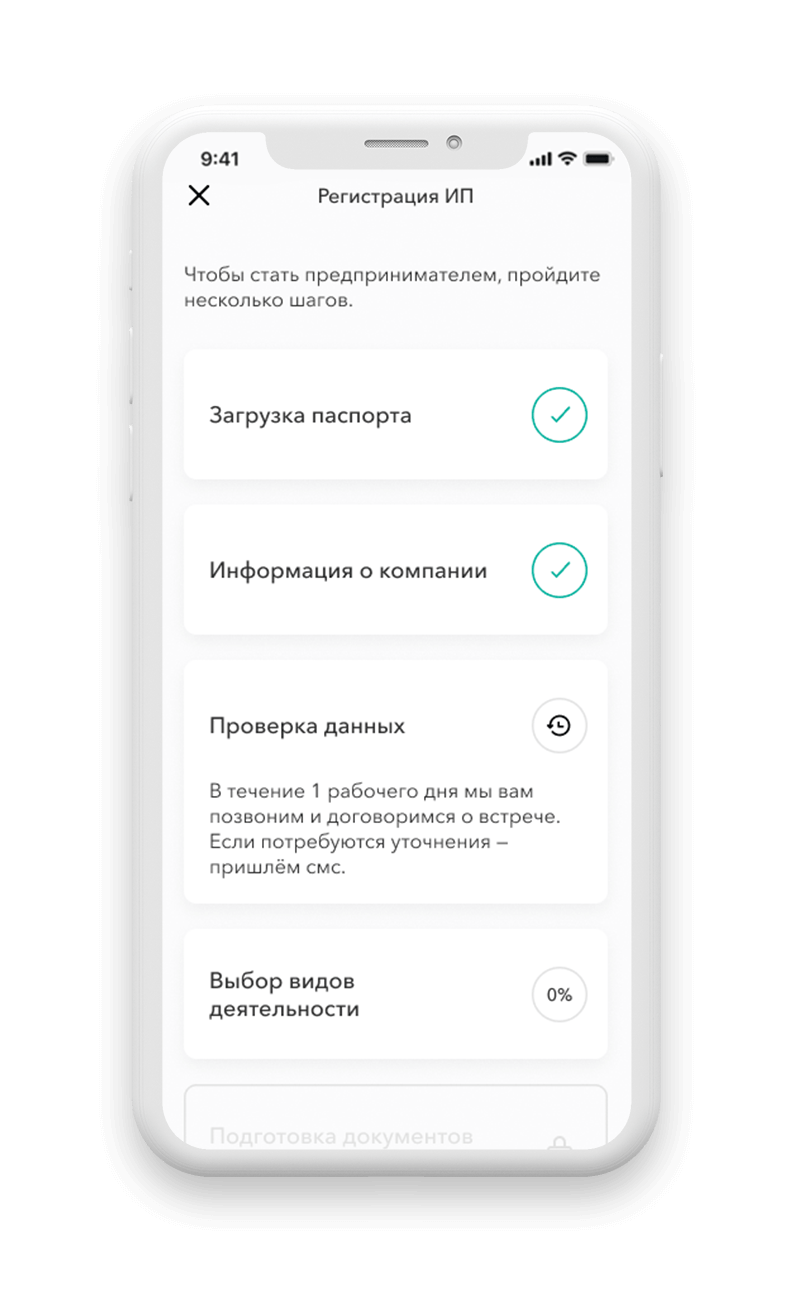 9:41
Регистрация ИП
Чтобы стать предпринимателем, пройдите
несколько шагов.
Загрузка паспорта
Информация о компании
Проверка данных
В течение 1 рабочего дня мы вам
позвоним и договоримся о встрече.
Если потребуются уточнения –
пришлём смс.
Выбор видов
деятельности
0%
Подготовка документов